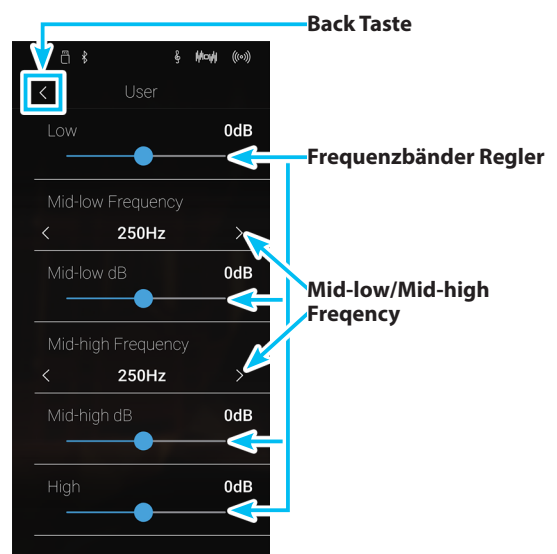 Back Taste
User
Low 0dB
Frequenzbänder Regler
Mid-low Frequency
< 250Hz >
Mid-low dB 0dB
Mid-low/Mid-high
Freqency
Mid-high Frequency
< 250Hz >
Mid-high dB 0dB
High 0dB